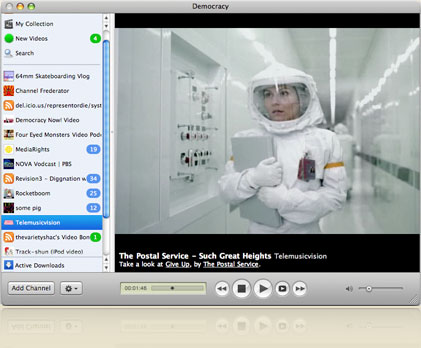 Democracy
My Collection
New Videos 4
Search
64mm Skateboarding Vlog
Channel Frederator
del.icio.us/representordie/syst
Democracy Now! Video
Four Eyed Monsters Video Pod
MediaRights 19
NOVA Vodcast | PBS
Revision3 - Diggnation w 34
Rocketboom 25
some pig 12
Telemusicvision
thevarietyshac's Video Bon 1
Track-shun (iPod video)
Active Downloads
The Postal Service - Such Great Heights Telemusicvision
Take a look at Give Up, by The Postal Service.
Add Channel
00:01:46